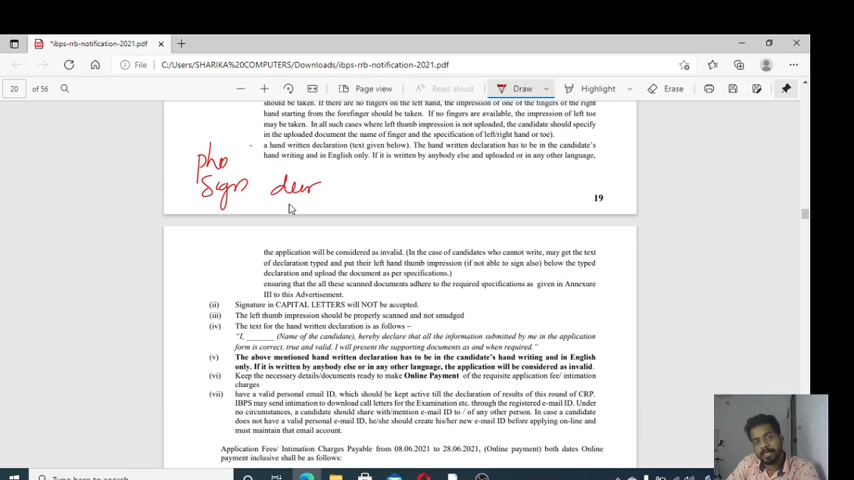 *ibps-rrb-notification-2021.pdf
File
C:/Users/SHARIKA%20COMPUTERS/Downloads/ibps-rrb-notification-2021.pdf
20 of 56
Page view
Read aloud
Draw
Highlight
Erase
should be taken. If there are no fingers on the left hand, the impression of one of the fingers of the right
hand starting from the forefinger should be taken. If no fingers are available, the impression of left toe
may be taken. In all such cases where left thumb impression is not uploaded, the candidate should specify
in the uploaded document the name of finger and the specification of left/right hand or toe).
- a hand written declaration (text given below). The hand written declaration has to be in the candidate's
hand writing and in English only. If it is written by anybody else and uploaded or in any other language,
pho
Sign
19
the application will be considered as invalid. (In the case of candidates who cannot write, may get the text
of declaration typed and put their left hand thumb impression (if not able to sign also) below the typed
declaration and upload the document as per specifications.)
ensuring that the all these scanned documents adhere to the required specifications as given in Annexure
III to this Advertisement.
(ii) Signature in CAPITAL LETTERS will NOT be accepted.
(iii) The left thumb impression should be properly scanned and not smudged
(iv) The text for the hand written declaration is as follows –
"I, _______ (Name of the candidate), hereby declare that all the information submitted by me in the application
form is correct, true and valid. I will present the supporting documents as and when required."
(v) The above mentioned hand written declaration has to be in the candidate's hand writing and in English
only. If it is written by anybody else or in any other language, the application will be considered as invalid.
(vi) Keep the necessary details/documents ready to make Online Payment of the requisite application fee/ intimation
charges
(vii) have a valid personal email ID, which should be kept active till the declaration of results of this round of CRP.
IBPS may send intimation to download call letters for the Examination etc. through the registered e-mail ID. Under
no circumstances, a candidate should share with/mention e-mail ID to / of any other person. In case a candidate
does not have a valid personal e-mail ID, he/she should create his/her new e-mail ID before applying on-line and
must maintain that email account.
Application Fees/ Intimation Charges Payable from 08.06.2021 to 28.06.2021, (Online payment) both dates Online
payment inclusive shall be as follows:
Type here to search